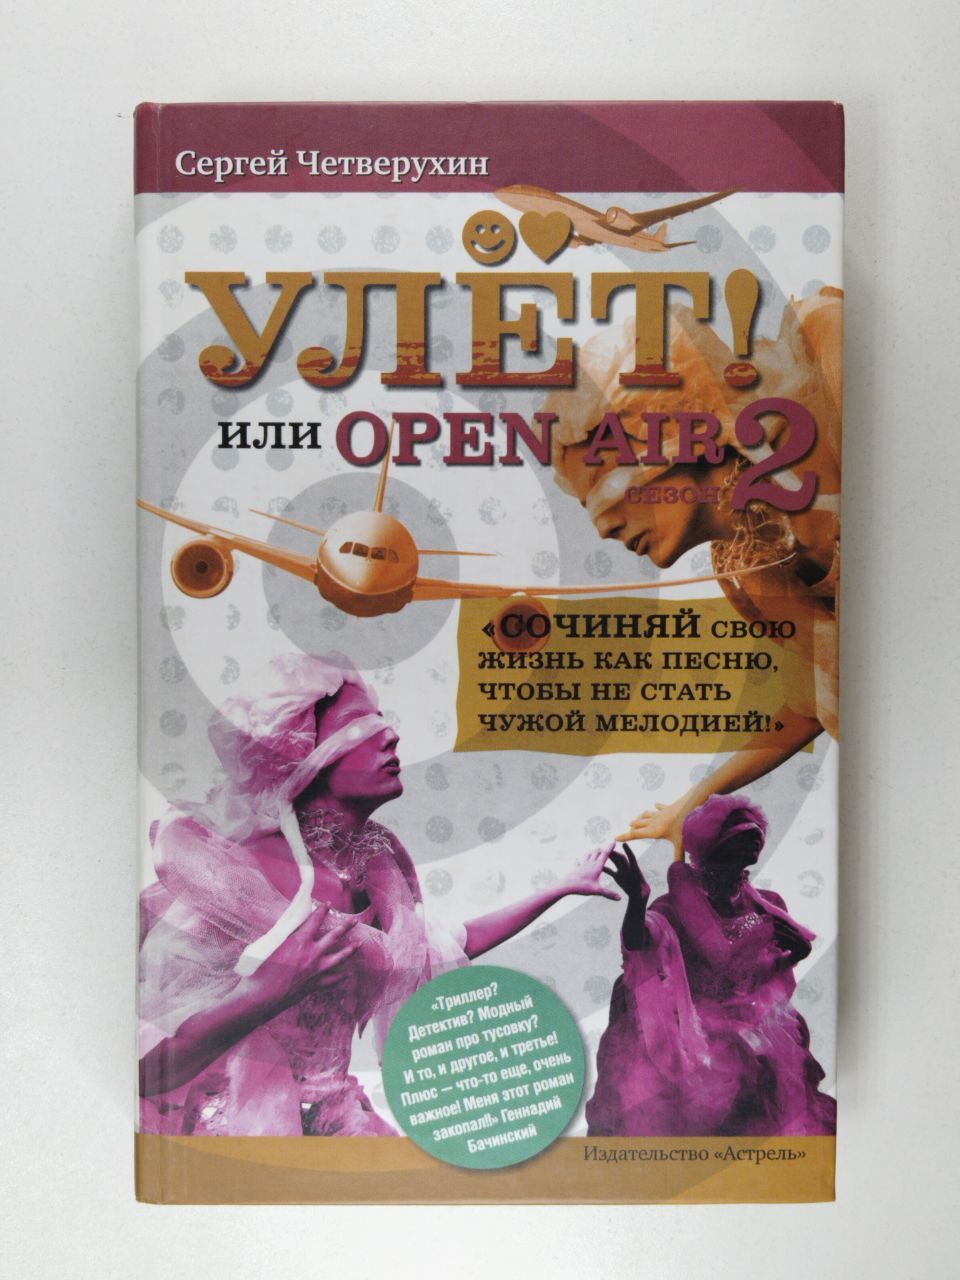 Сергей Четверухин
УЛЁТ!
или OPEN AIR 2
сезон
«СОЧИНЯЙ СВОЮ
ЖИЗНЬ КАК ПЕСНЮ,
ЧТОБЫ НЕ СТАТЬ
ЧУЖОЙ МЕЛОДИЕЙ!»
«Триллер?
Детектив? Модный
роман про тусовку?
И то, и другое, и третье!
Плюс — что-то еще, очень
важное! Меня этот роман
закопал!!» Геннадий
Бачинский
Издательство «Астрель»